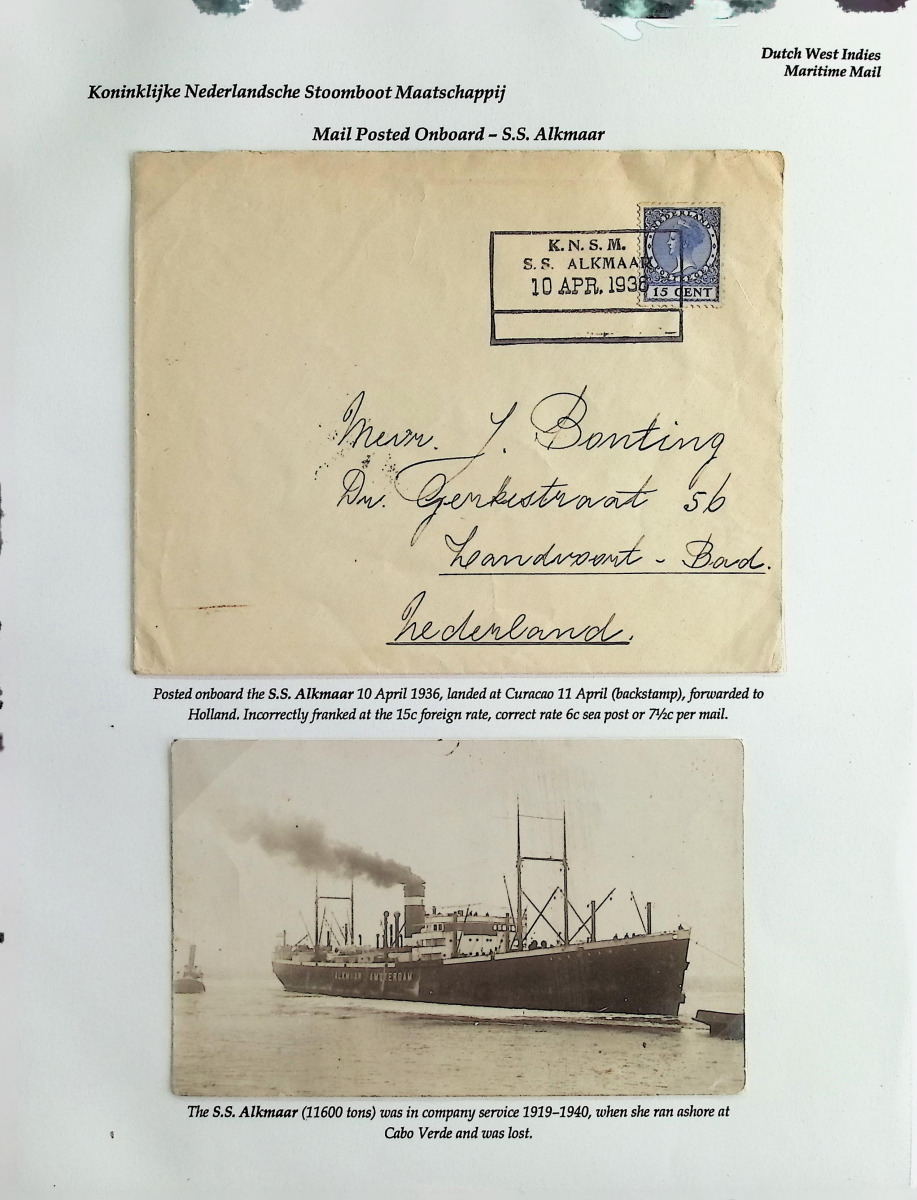 Dutch West Indies
Maritime Mail
Koninklijke Nederlandsche Stoomboot Maatschappij
Mail Posted Onboard – S.S. Alkmaar
NEDERLAND
K. N. S. M.
S. S. ALKMAAR
10 APR. 1936
15 CENT
Mevr. J. Bonting
Dr. Gerkestraat 5b
Zandvoort - Bad.
Nederland.
Posted onboard the S.S. Alkmaar 10 April 1936, landed at Curacao 11 April (backstamp), forwarded to
Holland. Incorrectly franked at the 15c foreign rate, correct rate 6c sea post or 7½c per mail.
ALKMAAR AMSTERDAM
The S.S. Alkmaar (11600 tons) was in company service 1919–1940, when she ran ashore at
Cabo Verde and was lost.